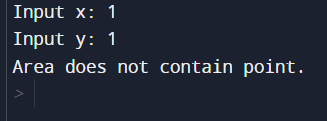 Input x: 1
Input y: 1
Area does not contain point.
>